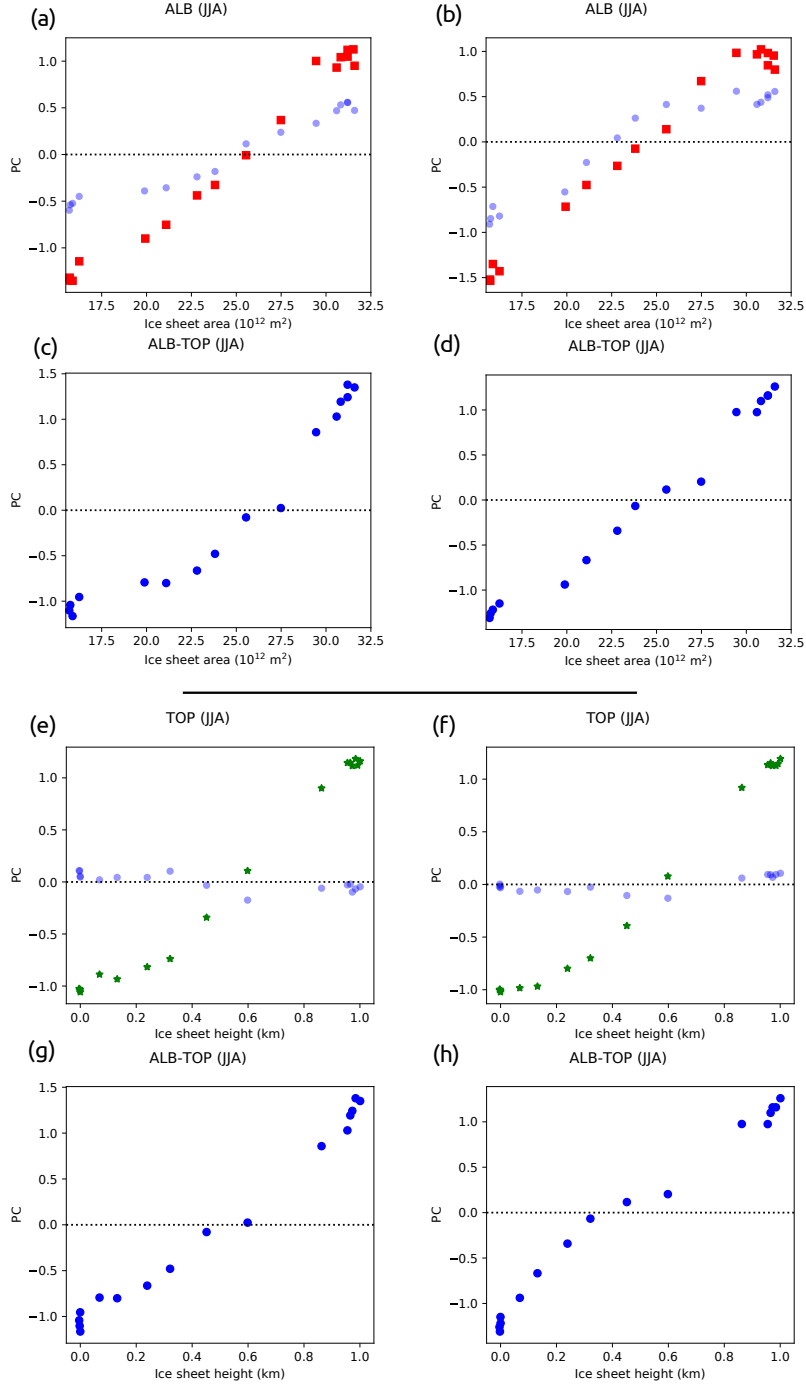 (a)
ALB (JJA)
PC
1.0
0.5
0.0
−0.5
−1.0
17.5 20.0 22.5 25.0 27.5 30.0 32.5
Ice sheet area (10¹² m²)
(b)
ALB (JJA)
PC
1.0
0.5
0.0
−0.5
−1.0
−1.5
17.5 20.0 22.5 25.0 27.5 30.0 32.5
Ice sheet area (10¹² m²)
(c)
ALB-TOP (JJA)
PC
1.5
1.0
0.5
0.0
−0.5
−1.0
17.5 20.0 22.5 25.0 27.5 30.0 32.5
Ice sheet area (10¹² m²)
(d)
ALB-TOP (JJA)
PC
1.0
0.5
0.0
−0.5
−1.0
17.5 20.0 22.5 25.0 27.5 30.0 32.5
Ice sheet area (10¹² m²)
(e)
TOP (JJA)
PC
1.0
0.5
0.0
−0.5
−1.0
0.0 0.2 0.4 0.6 0.8 1.0
Ice sheet height (km)
(f)
TOP (JJA)
PC
1.0
0.5
0.0
−0.5
−1.0
0.0 0.2 0.4 0.6 0.8 1.0
Ice sheet height (km)
(g)
ALB-TOP (JJA)
PC
1.5
1.0
0.5
0.0
−0.5
−1.0
0.0 0.2 0.4 0.6 0.8 1.0
Ice sheet height (km)
(h)
ALB-TOP (JJA)
PC
1.0
0.5
0.0
−0.5
−1.0
0.0 0.2 0.4 0.6 0.8 1.0
Ice sheet height (km)